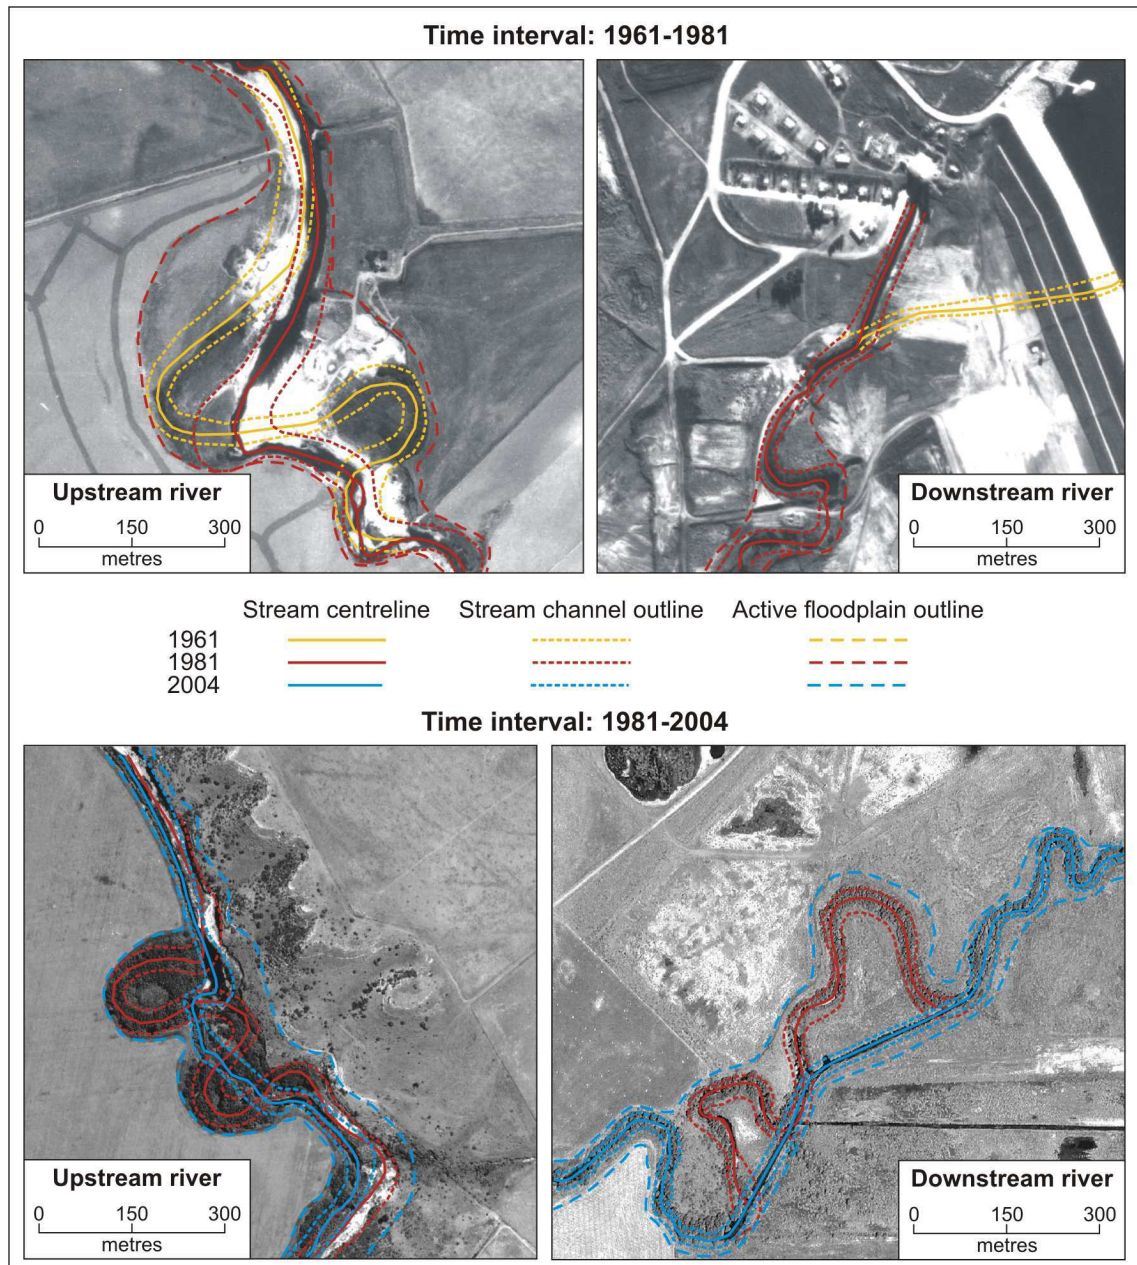 Time interval: 1961-1981
Upstream river
0 150 300
metres
Downstream river
0 150 300
metres
Stream centreline Stream channel outline Active floodplain outline
1961
1981
2004
Time interval: 1981-2004
Upstream river
0 150 300
metres
Downstream river
0 150 300
metres